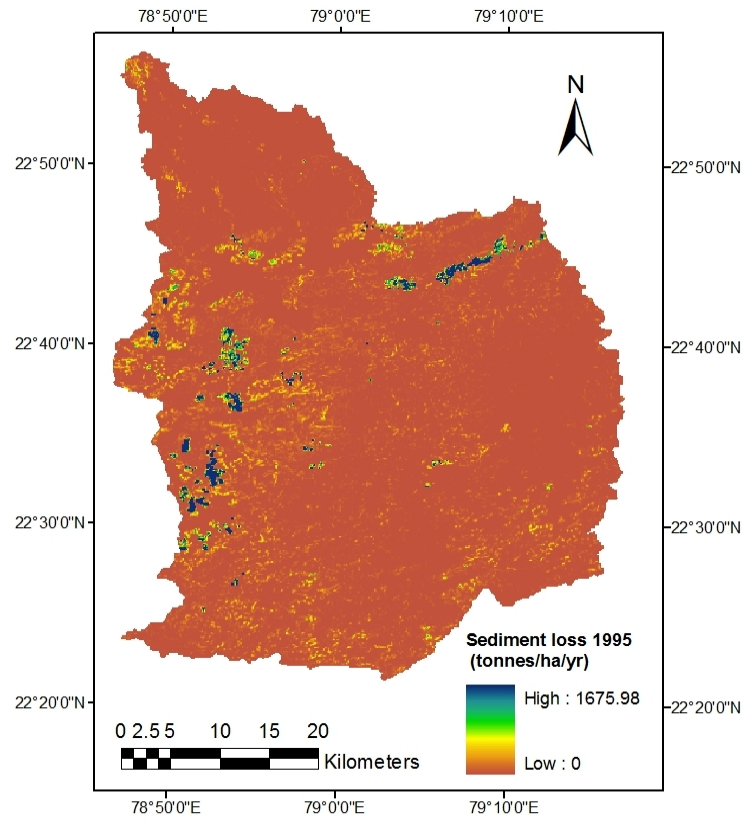 78°50'0"E 79°0'0"E 79°10'0"E
N
22°50'0"N 22°50'0"N
22°40'0"N 22°40'0"N
22°30'0"N 22°30'0"N
Sediment loss 1995
(tonnes/ha/yr)
High : 1675.98
22°20'0"N 22°20'0"N
0 2.5 5 10 15 20
Kilometers
Low : 0
78°50'0"E 79°0'0"E 79°10'0"E